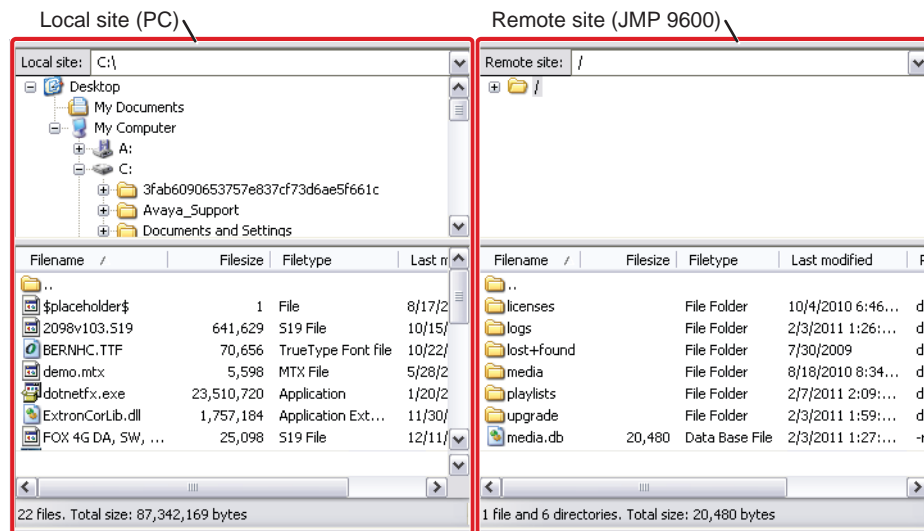 Local site (PC)
Remote site (JMP 9600)
Local site: C:\
Desktop
My Documents
My Computer
A:
C:
3fab6090653757e837cf73d6ae5f661c
Avaya_Support
Documents and Settings
Filename / Filesize Filetype Last m
..
$placeholder$ 1 File 8/17/2
2098v103.S19 641,629 S19 File 10/15/
BERNHC.TTF 70,656 TrueType Font file 10/22/
demo.mtx 5,598 MTX File 5/28/2
dotnetfx.exe 23,510,720 Application 1/20/2
ExtronCorLib.dll 1,757,184 Application Ext... 11/30/
FOX 4G DA, SW, ... 25,098 S19 File 12/11/
22 files. Total size: 87,342,169 bytes
Remote site: /
/
Filename / Filesize Filetype Last modified
..
licenses File Folder 10/4/2010 6:46... d
logs File Folder 2/3/2011 1:26:... d
lost+found File Folder 7/30/2009 d
media File Folder 8/18/2010 8:34... d
playlists File Folder 2/7/2011 2:09:... d
upgrade File Folder 2/3/2011 1:59:... d
media.db 20,480 Data Base File 2/3/2011 1:27:... -r
1 file and 6 directories. Total size: 20,480 bytes